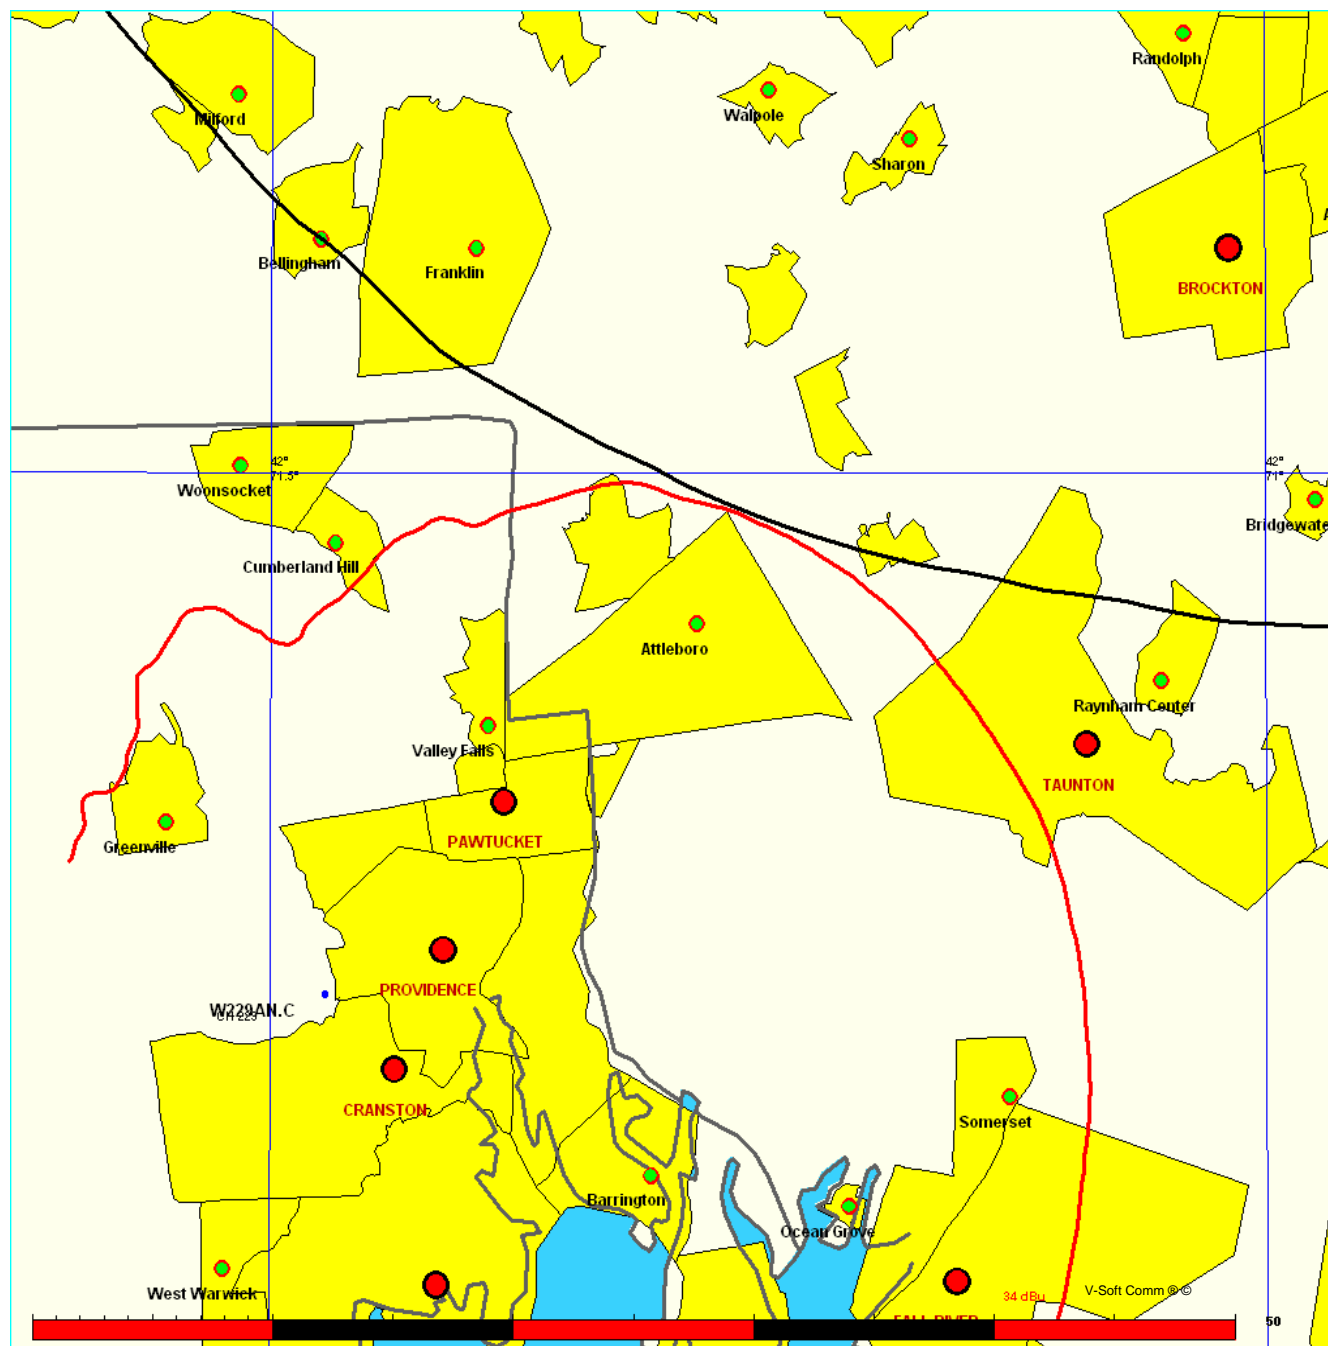 Randolph
Walpole
Milford
Sharon
Bellingham
Franklin
BROCKTON
42°
71.5°
42°
71°
Woonsocket
Bridgewate
Cumberland Hill
Attleboro
Raynham Center
Valley Falls
TAUNTON
PAWTUCKET
Greenville
PROVIDENCE
W229AN.C
CRANSTON
Somerset
Barrington
Ocean Grove
West Warwick
34 dBu
V-Soft Comm ® ©
FALL RIVER
50